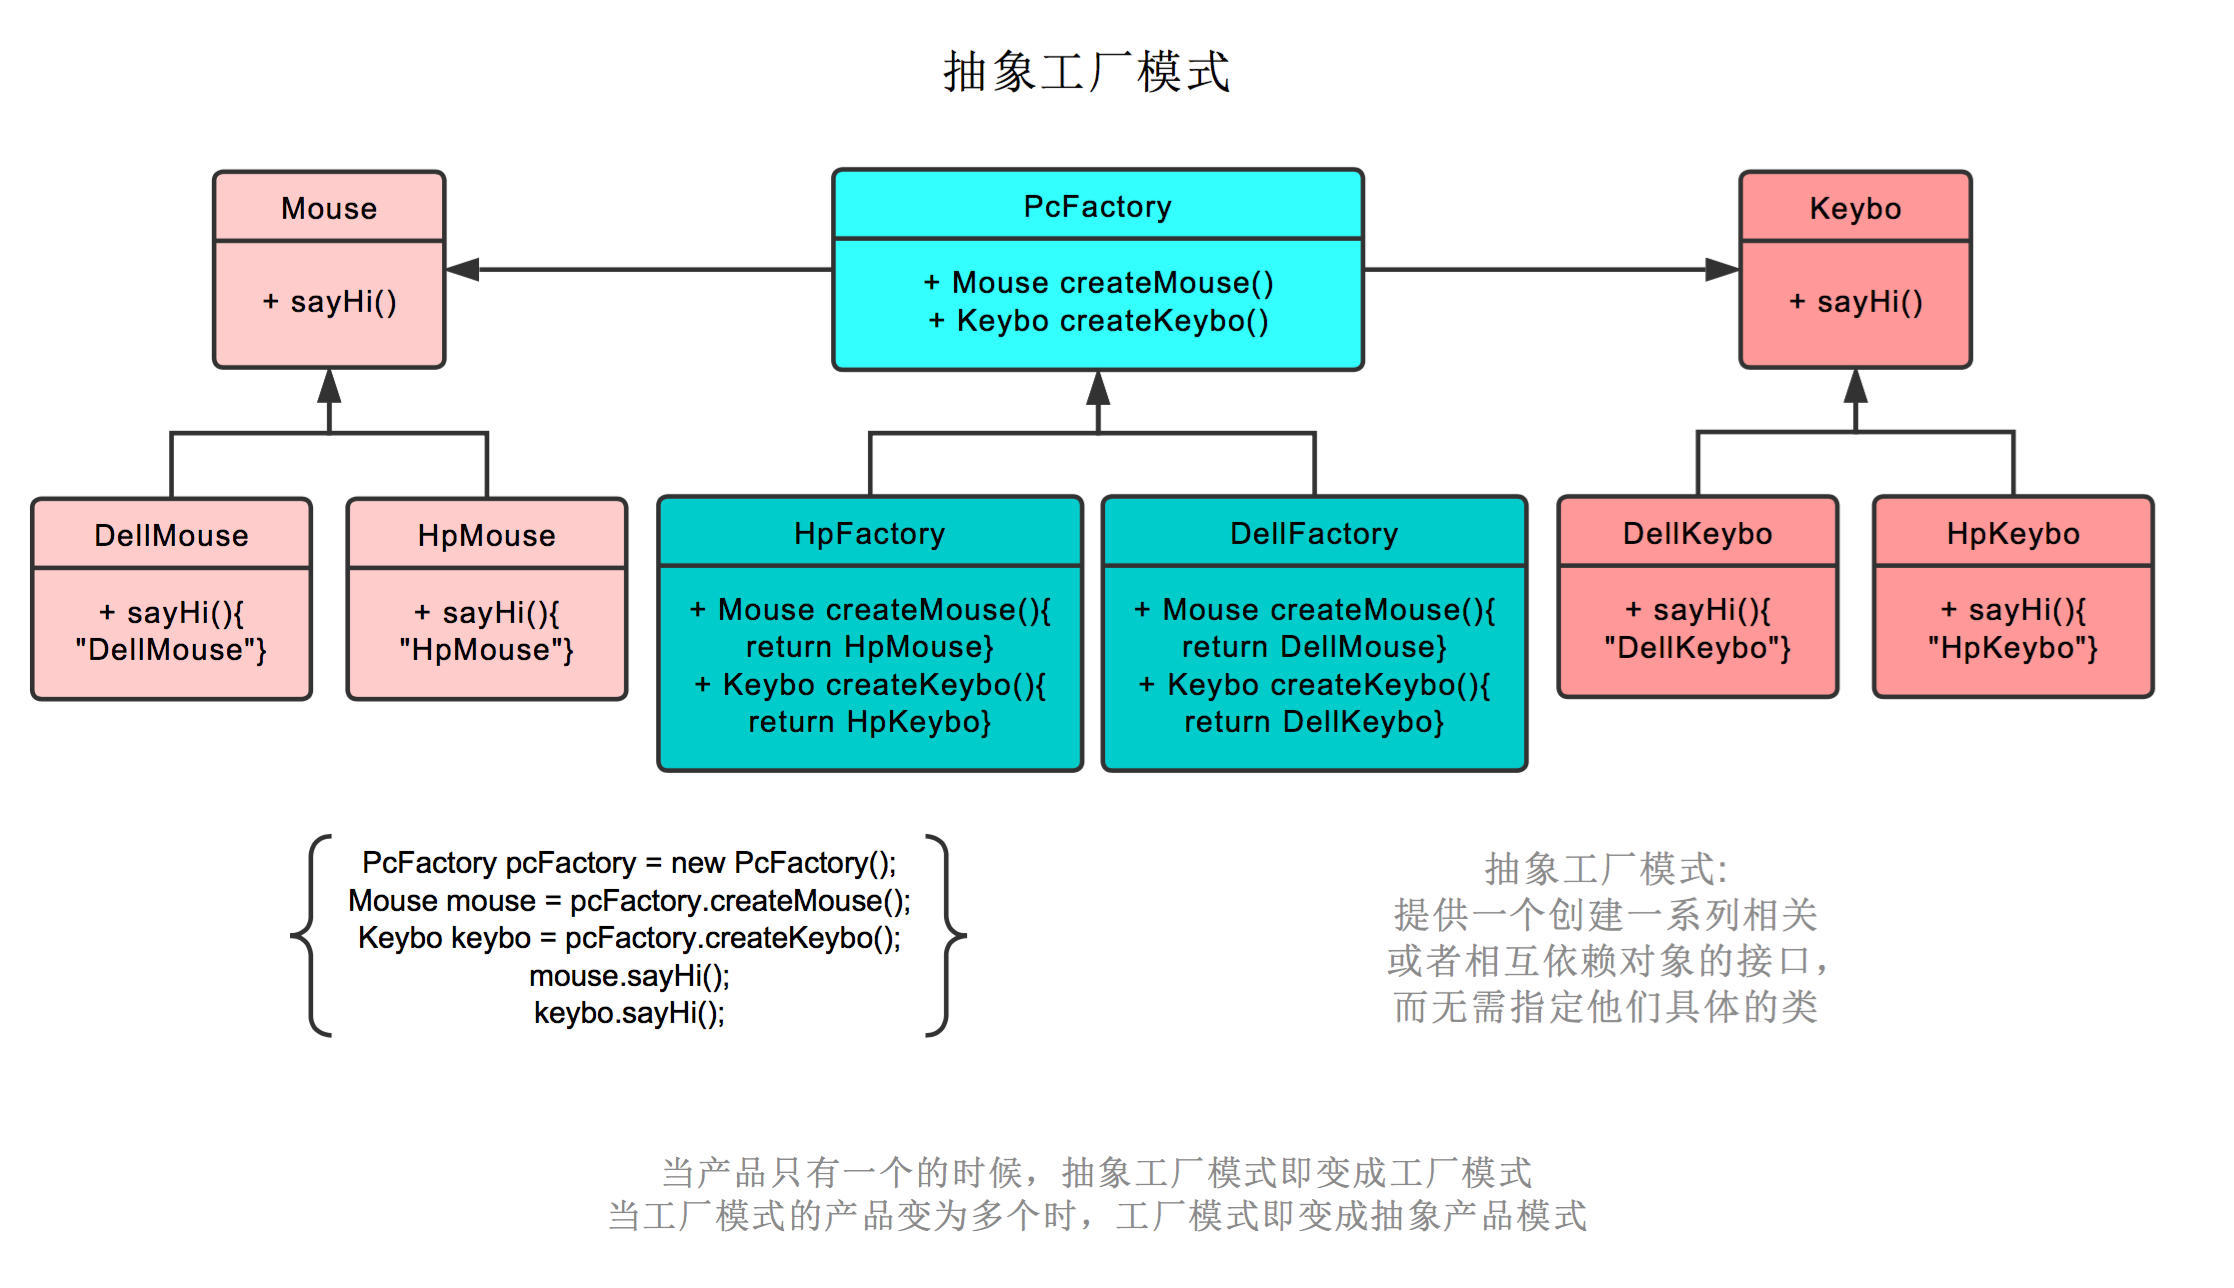 抽象工厂模式
Mouse
+ sayHi()
PcFactory
+ Mouse createMouse()
+ Keybo createKeybo()
Keybo
+ sayHi()
DellMouse
+ sayHi(){
"DellMouse"}
HpMouse
+ sayHi(){
"HpMouse"}
HpFactory
+ Mouse createMouse(){
return HpMouse}
+ Keybo createKeybo(){
return HpKeybo}
DellFactory
+ Mouse createMouse(){
return DellMouse}
+ Keybo createKeybo(){
return DellKeybo}
DellKeybo
+ sayHi(){
"DellKeybo"}
HpKeybo
+ sayHi(){
"HpKeybo"}
PcFactory pcFactory = new PcFactory();
Mouse mouse = pcFactory.createMouse();
Keybo keybo = pcFactory.createKeybo();
mouse.sayHi();
keybo.sayHi();
抽象工厂模式:
提供一个创建一系列相关
或者相互依赖对象的接口，
而无需指定他们具体的类
当产品只有一个的时候，抽象工厂模式即变成工厂模式
当工厂模式的产品变为多个时，工厂模式即变成抽象产品模式